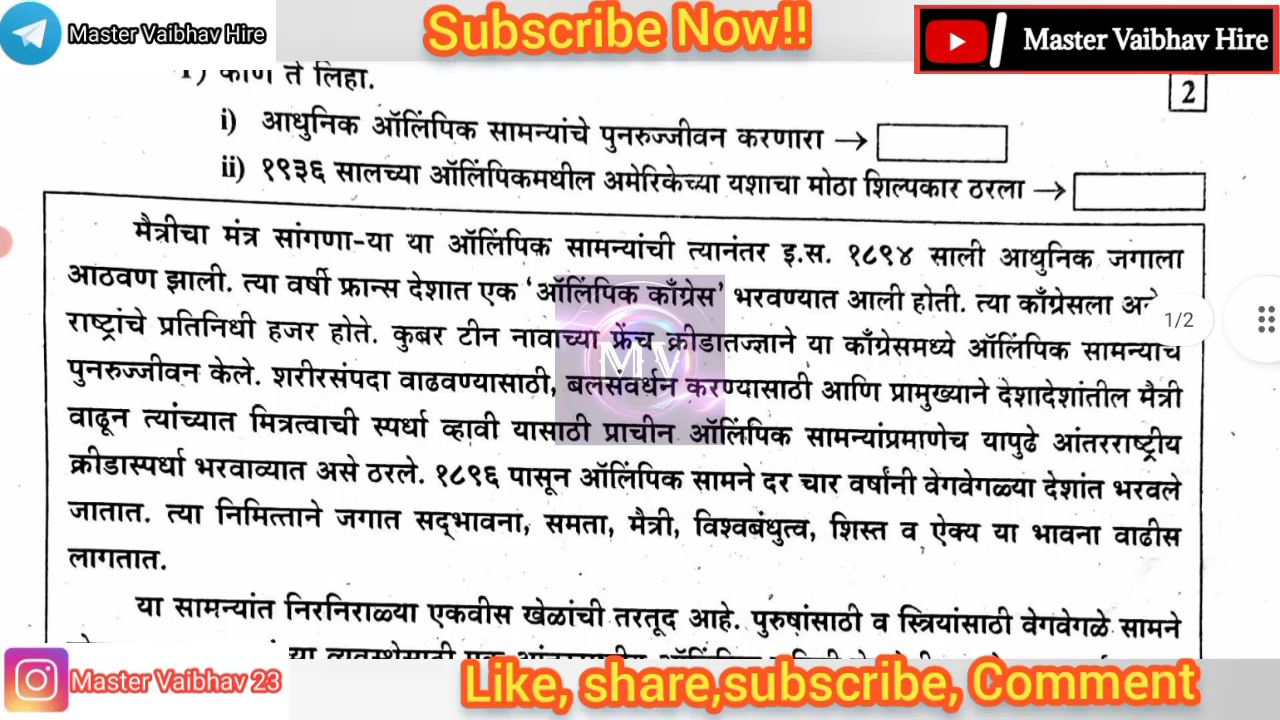 Master Vaibhav Hire
Subscribe Now!!
Master Vaibhav Hire
1) कोण ते लिहा.
2
i) आधुनिक ऑलिंपिक सामन्यांचे पुनरुज्जीवन करणारा →
ii) १९३६ सालच्या ऑलिंपिकमधील अमेरिकेच्या यशाचा मोठा शिल्पकार ठरला →
मैत्रीचा मंत्र सांगणा-या या ऑलिंपिक सामन्यांची त्यानंतर इ.स. १८९४ साली आधुनिक जगाला
आठवण झाली. त्या वर्षी फ्रान्स देशात एक ‘ऑलिंपिक काँग्रेस’ भरवण्यात आली होती. त्या काँग्रेसला
1/2
राष्ट्रांचे प्रतिनिधी हजर होते. कुबर टीन नावाच्या फ्रेंच क्रीडातज्ज्ञाने या काँग्रेसमध्ये ऑलिंपिक सामन्यांचे
MV
पुनरुज्जीवन केले. शरीरसंपदा वाढवण्यासाठी, बलसंवर्धन करण्यासाठी आणि प्रामुख्याने देशादेशांतील मैत्री
वाढून त्यांच्यात मित्रत्वाची स्पर्धा व्हावी यासाठी प्राचीन ऑलिंपिक सामन्यांप्रमाणेच यापुढे आंतरराष्ट्रीय
क्रीडास्पर्धा भरवाव्यात असे ठरले. १८९६ पासून ऑलिंपिक सामने दर चार वर्षांनी वेगवेगळ्या देशांत भरवले
जातात. त्या निमित्ताने जगात सद्‌भावना, समता, मैत्री, विश्वबंधुत्व, शिस्त व ऐक्य या भावना वाढीस
लागतात.
या सामन्यांत निरनिराळ्या एकवीस खेळांची तरतूद आहे. पुरुषांसाठी व स्त्रियांसाठी वेगवेगळे सामने
Master Vaibhav 23
Like, share,subscribe, Comment